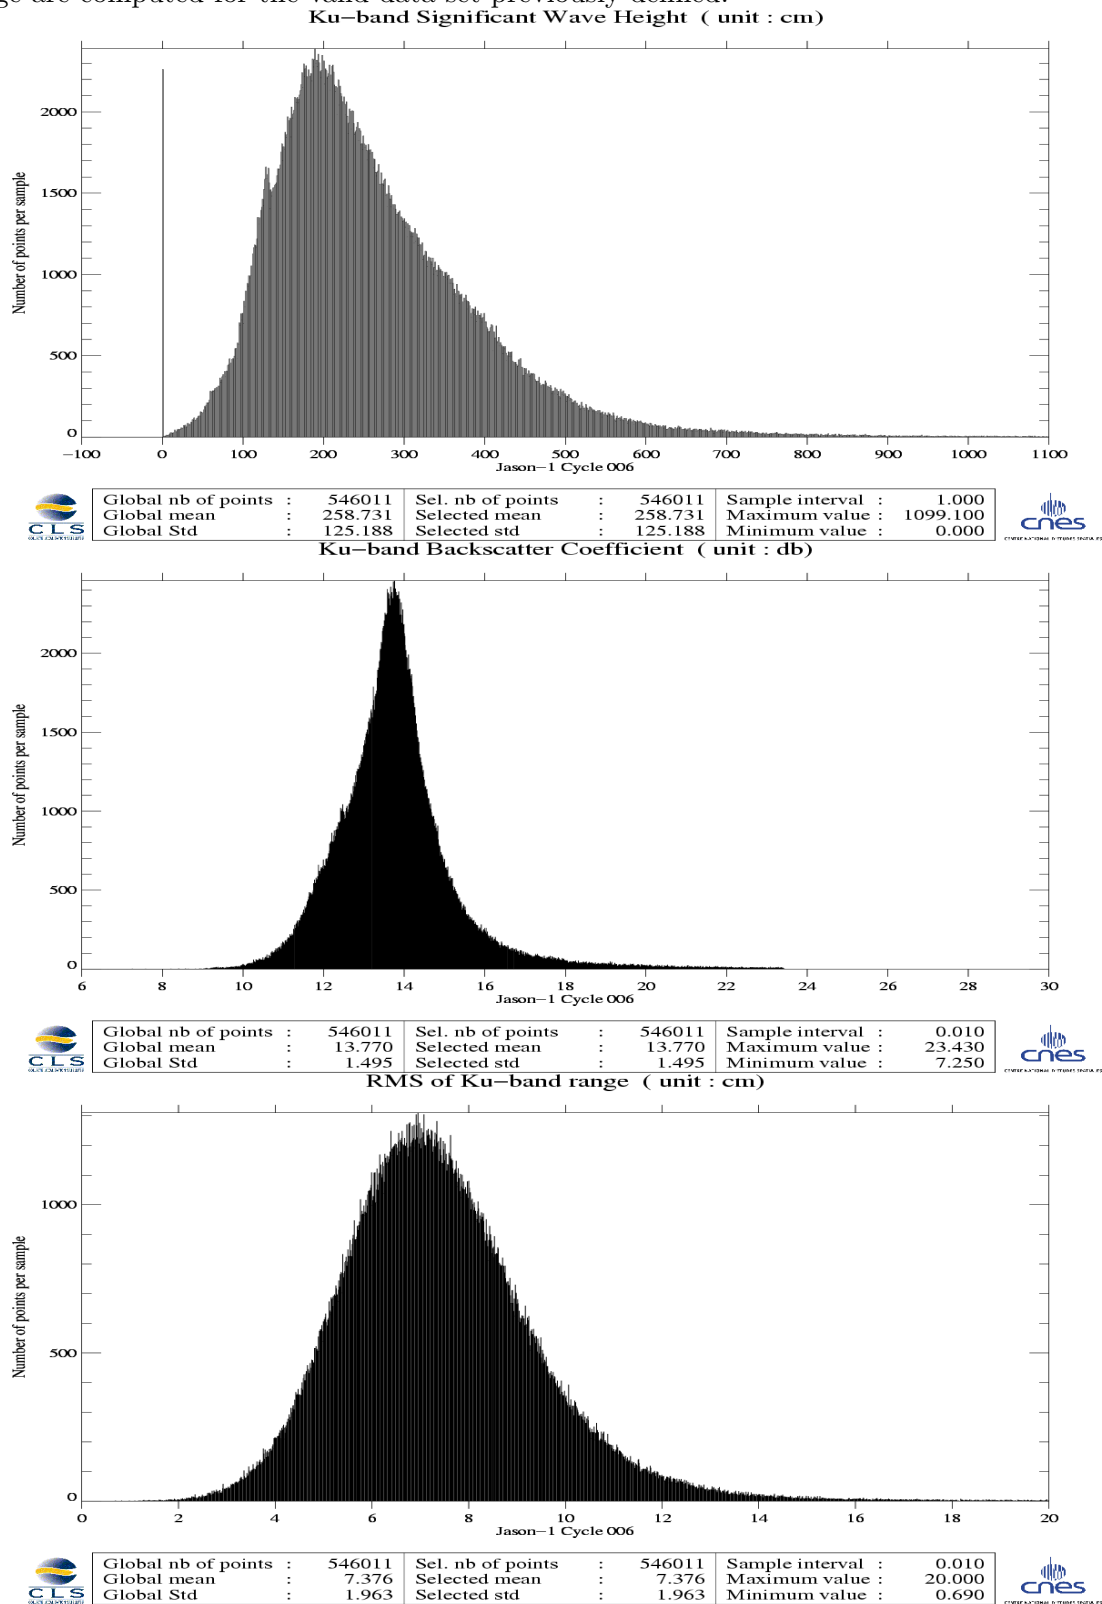 ge are computed for the valid data set previously defined.
Ku−band Significant Wave Height ( unit : cm)
Number of points per sample
2000
1500
1000
500
0
−100 0 100 200 300 400 500 600 700 800 900 1000 1100
Jason−1 Cycle 006
CLS
Global nb of points : 546011 Sel. nb of points : 546011 Sample interval : 1.000
Global mean : 258.731 Selected mean : 258.731 Maximum value : 1099.100
Global Std : 125.188 Selected std : 125.188 Minimum value : 0.000
cnes
Ku−band Backscatter Coefficient ( unit : db)
Number of points per sample
2000
1500
1000
500
0
6 8 10 12 14 16 18 20 22 24 26 28 30
Jason−1 Cycle 006
CLS
Global nb of points : 546011 Sel. nb of points : 546011 Sample interval : 0.010
Global mean : 13.770 Selected mean : 13.770 Maximum value : 23.430
Global Std : 1.495 Selected std : 1.495 Minimum value : 7.250
cnes
RMS of Ku−band range ( unit : cm)
Number of points per sample
1000
500
0
0 2 4 6 8 10 12 14 16 18 20
Jason−1 Cycle 006
CLS
Global nb of points : 546011 Sel. nb of points : 546011 Sample interval : 0.010
Global mean : 7.376 Selected mean : 7.376 Maximum value : 20.000
Global Std : 1.963 Selected std : 1.963 Minimum value : 0.690
cnes